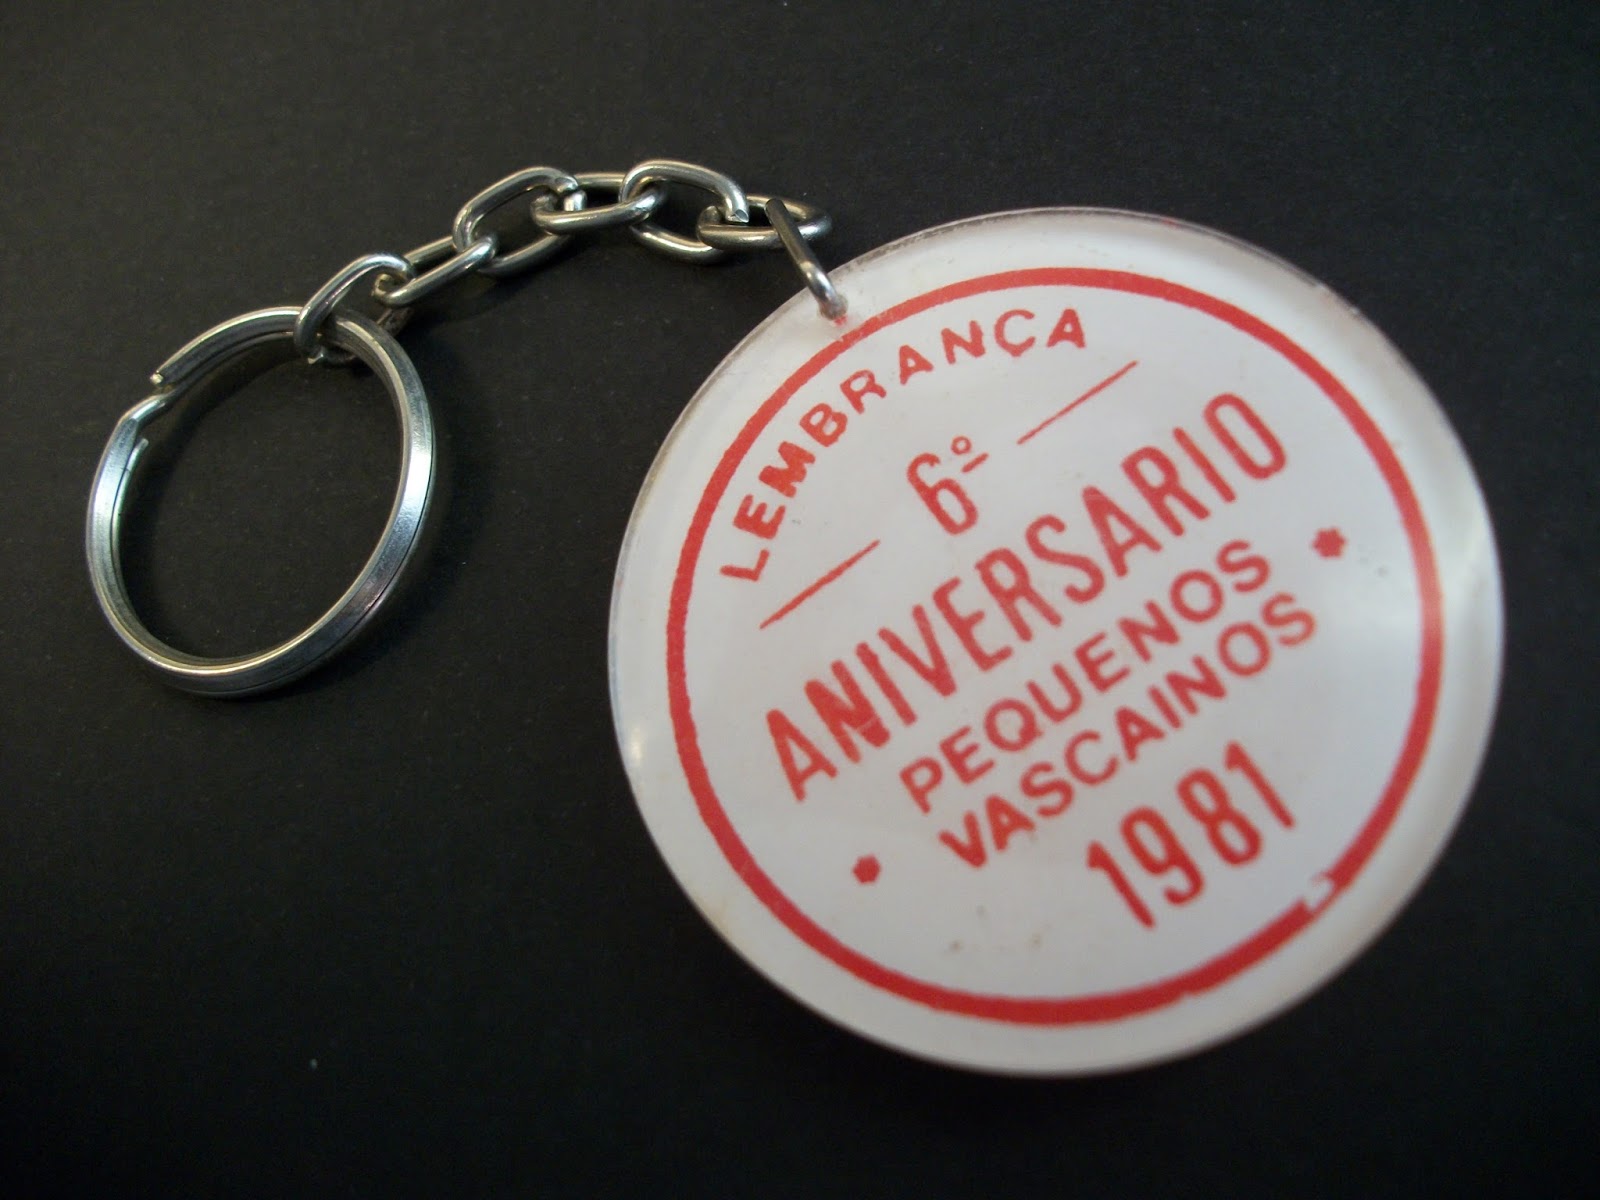 LEMBRANÇA
6º
ANIVERSARIO
PEQUENOS
VASCAINOS
1981